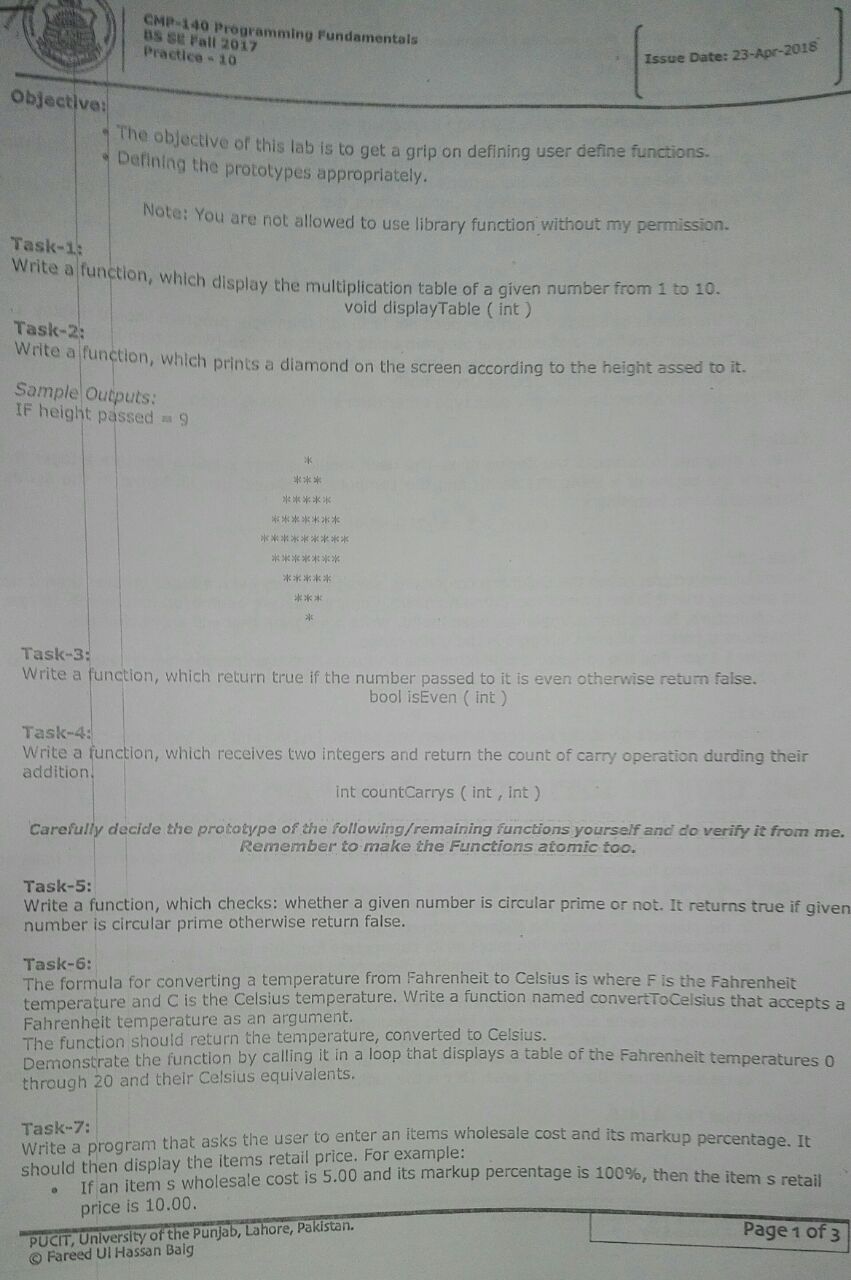 CMP-140 Programming Fundamentals
BS SE Fall 2017
Practice - 10
Issue Date: 23-Apr-2018
Objective:
• The objective of this lab is to get a grip on defining user define functions.
• Defining the prototypes appropriately.
Note: You are not allowed to use library function without my permission.
Task-1:
Write a function, which display the multiplication table of a given number from 1 to 10.
void displayTable ( int )
Task-2:
Write a function, which prints a diamond on the screen according to the height assed to it.
Sample Outputs:
IF height passed = 9
*
***
*****
*******
*********
*******
*****
***
*
Task-3:
Write a function, which return true if the number passed to it is even otherwise return false.
bool isEven ( int )
Task-4:
Write a function, which receives two integers and return the count of carry operation durding their
addition.
int countCarrys ( int , int )
Carefully decide the prototype of the following/remaining functions yourself and do verify it from me.
Remember to make the Functions atomic too.
Task-5:
Write a function, which checks: whether a given number is circular prime or not. It returns true if given
number is circular prime otherwise return false.
Task-6:
The formula for converting a temperature from Fahrenheit to Celsius is where F is the Fahrenheit
temperature and C is the Celsius temperature. Write a function named convertToCelsius that accepts a
Fahrenheit temperature as an argument.
The function should return the temperature, converted to Celsius.
Demonstrate the function by calling it in a loop that displays a table of the Fahrenheit temperatures 0
through 20 and their Celsius equivalents.
Task-7:
Write a program that asks the user to enter an items wholesale cost and its markup percentage. It
should then display the items retail price. For example:
• If an item s wholesale cost is 5.00 and its markup percentage is 100%, then the item s retail
price is 10.00.
PUCIT, University of the Punjab, Lahore, Pakistan.
© Fareed Ul Hassan Baig
Page 1 of 3